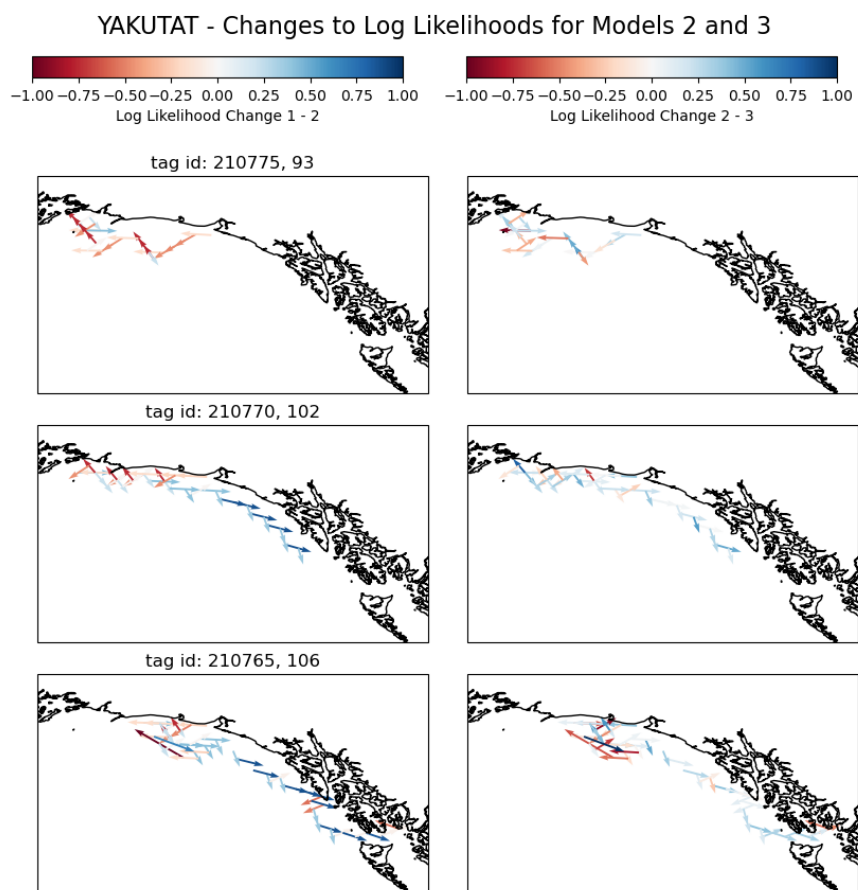 YAKUTAT - Changes to Log Likelihoods for Models 2 and 3
−1.00 −0.75 −0.50 −0.25 0.00 0.25 0.50 0.75 1.00
Log Likelihood Change 1 - 2
−1.00 −0.75 −0.50 −0.25 0.00 0.25 0.50 0.75 1.00
Log Likelihood Change 2 - 3
tag id: 210775, 93
tag id: 210770, 102
tag id: 210765, 106